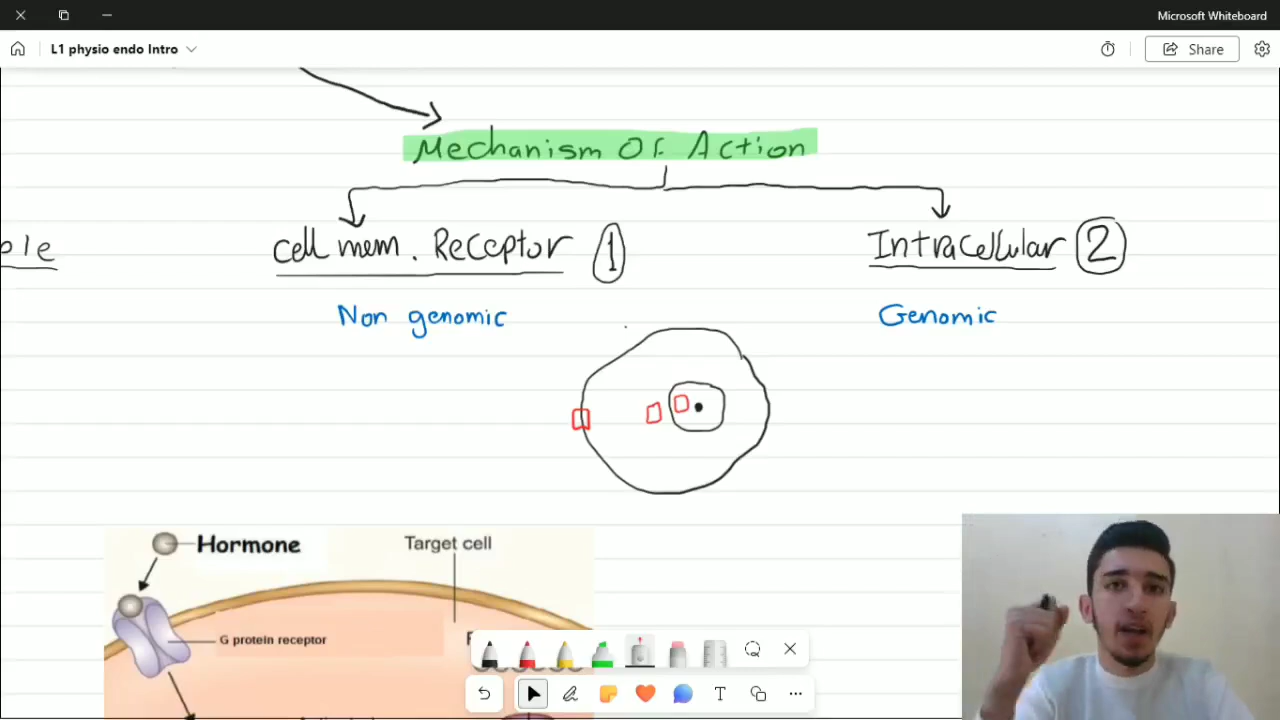 Microsoft Whiteboard
L1 physio endo Intro
Share
Mechanism Of Action
ple
Cell mem. Receptor 1
Intracellular 2
Non genomic
Genomic
Hormone
Target cell
G protein receptor